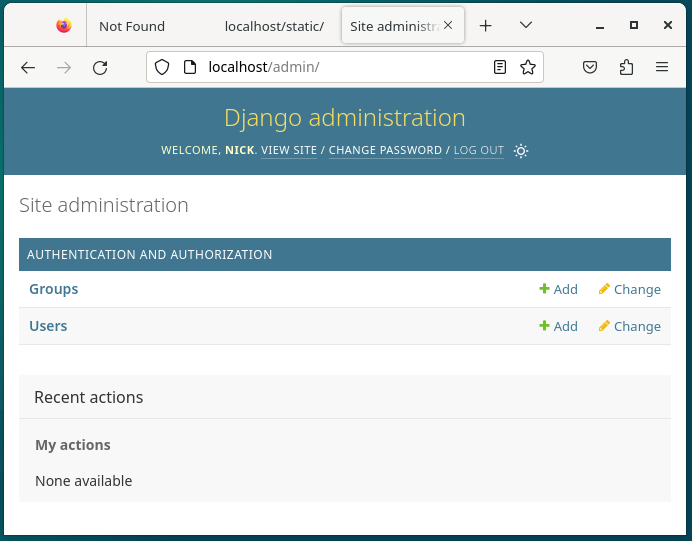 Not Found
localhost/static/
Site administra
localhost/admin/
Django administration
WELCOME, NICK. VIEW SITE / CHANGE PASSWORD / LOG OUT
Site administration
AUTHENTICATION AND AUTHORIZATION
Groups
Add
Change
Users
Add
Change
Recent actions
My actions
None available